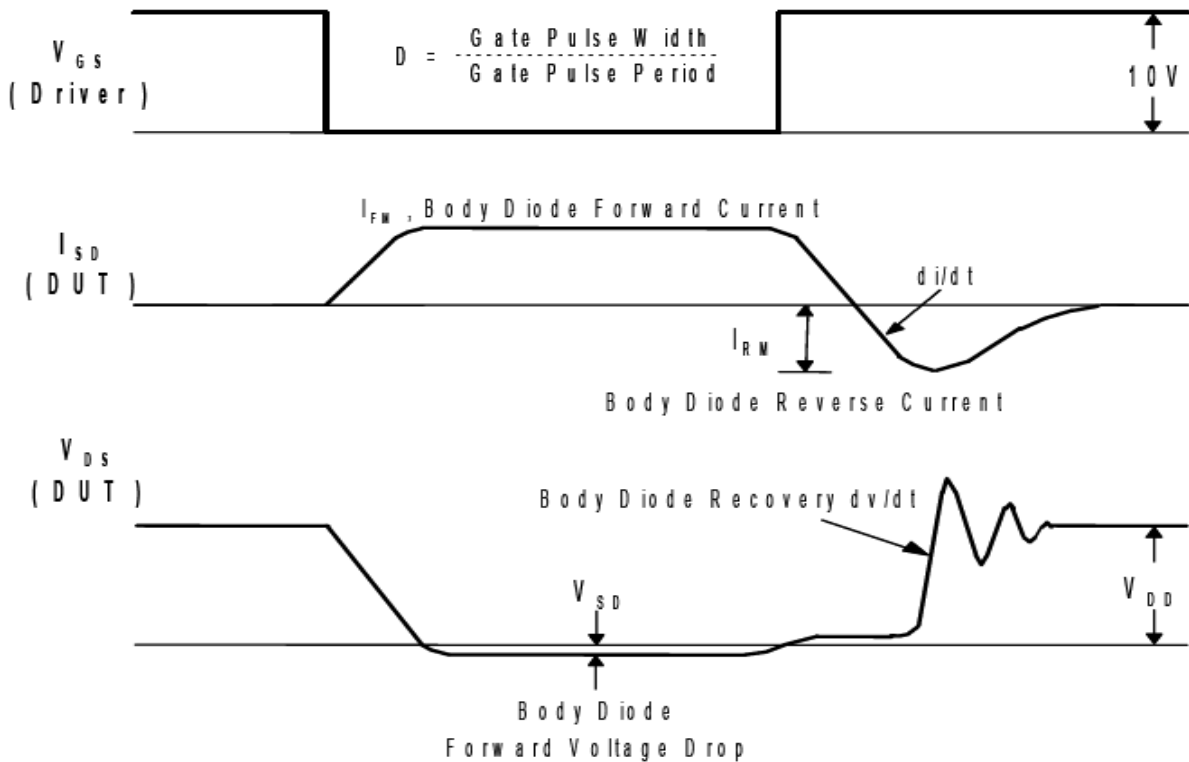 V GS
( Driver )
D = Gate Pulse Width
Gate Pulse Period
10V
I FM , Body Diode Forward Current
I SD
( DUT )
di/dt
I RM
Body Diode Reverse Current
V DS
( DUT )
Body Diode Recovery dv/dt
V SD
V DD
Body Diode
Forward Voltage Drop